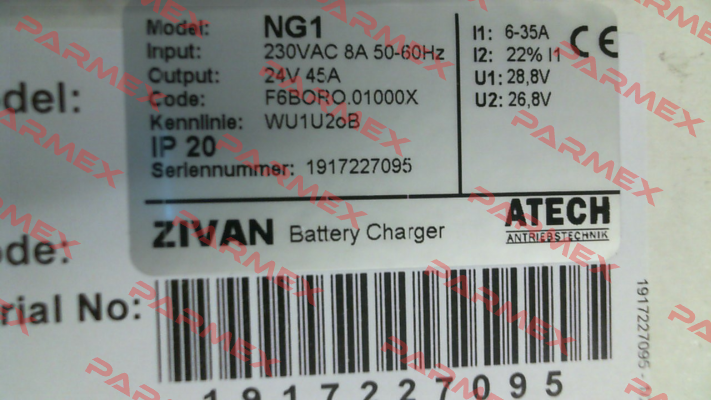 Model: NG1
Input: 230VAC 8A 50-60Hz
Output: 24V 45A
Code: F6BORO.01000X
Kennlinie: WU1U2oB
IP 20
Seriennummer: 1917227095
I1: 6-35A
I2: 22% I1
U1: 28,8V
U2: 26,8V
CE
ZIVAN Battery Charger
ATECH
ANTRIEBSTECHNIK
odel:
ode:
rial No:
1917227095
1917227095 -
PARMEX